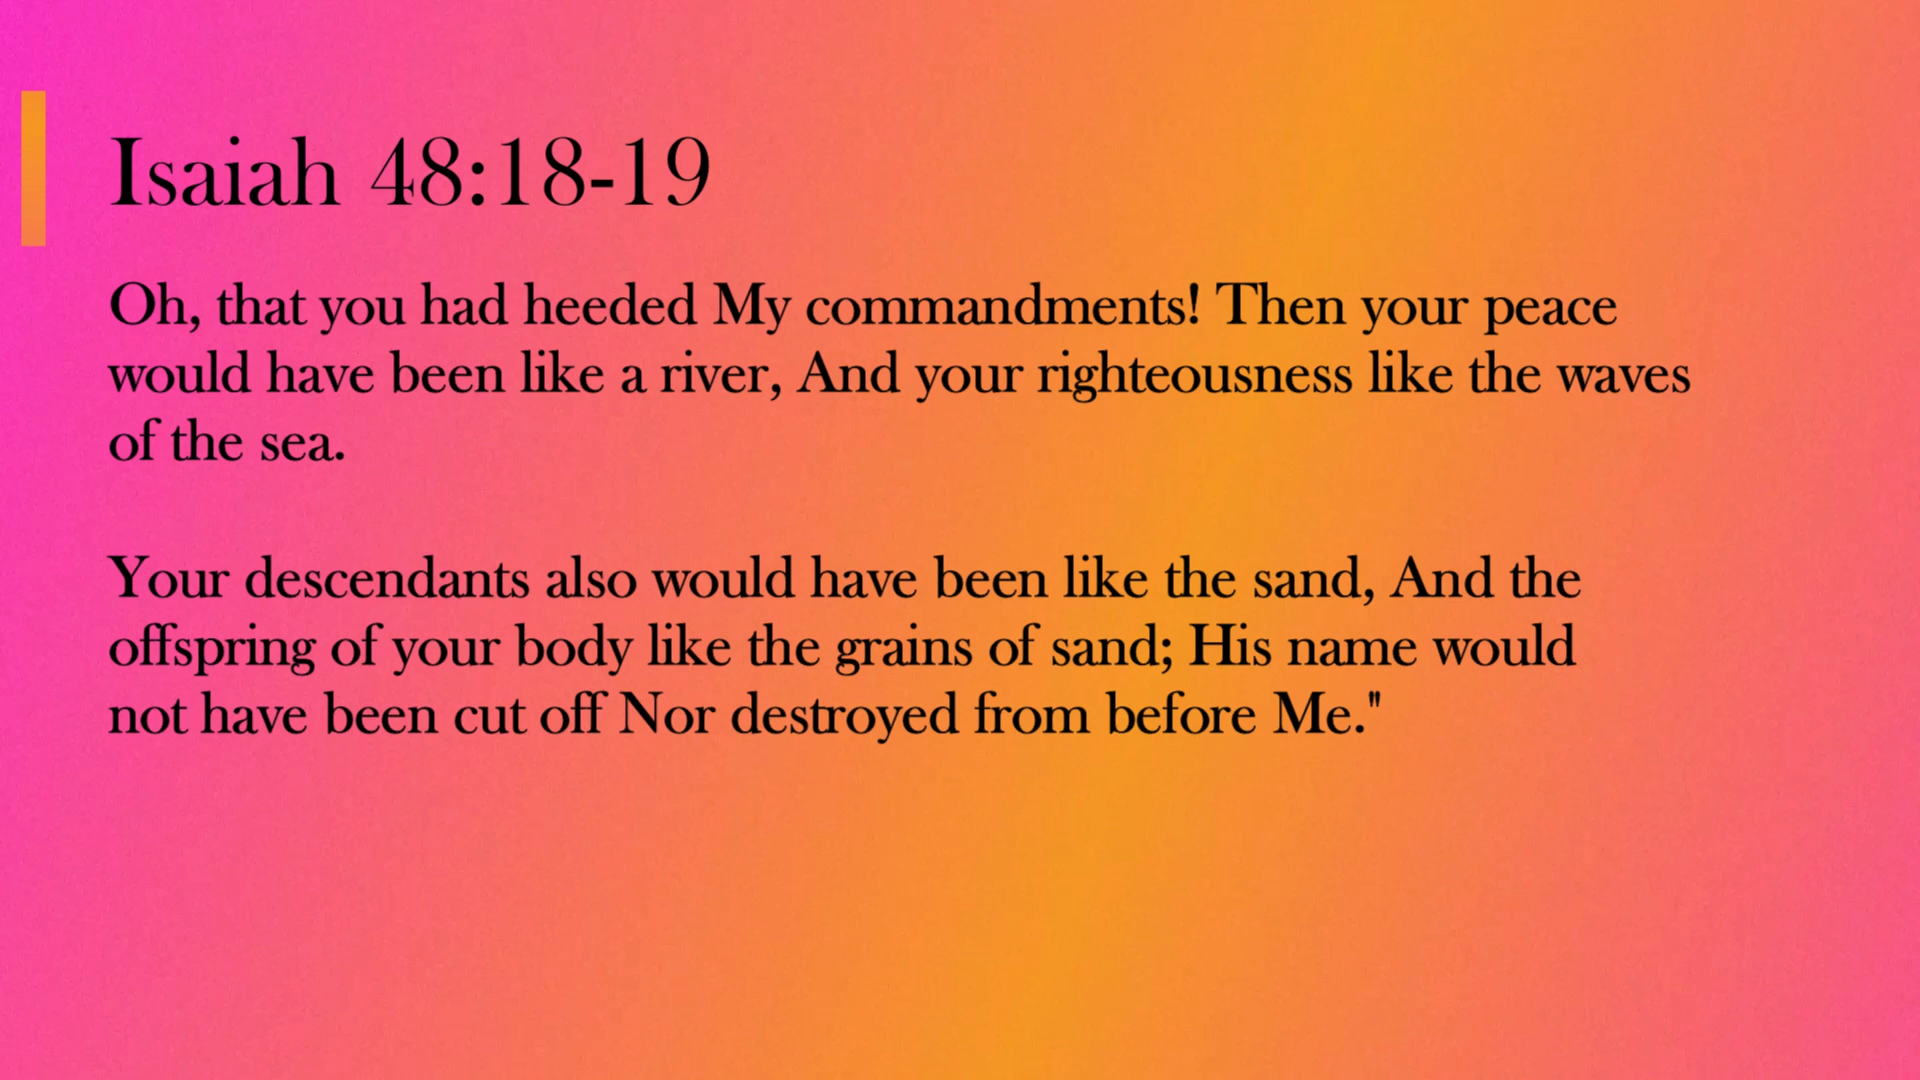 Isaiah 48:18-19
Oh, that you had heeded My commandments! Then your peace
would have been like a river, And your righteousness like the waves
of the sea.
Your descendants also would have been like the sand, And the
offspring of your body like the grains of sand; His name would
not have been cut off Nor destroyed from before Me."